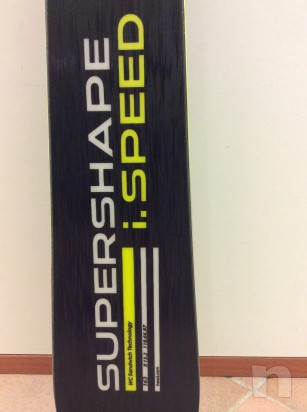 SUPERSHAPE
i.SPEED
WC Sandwich Technology
n